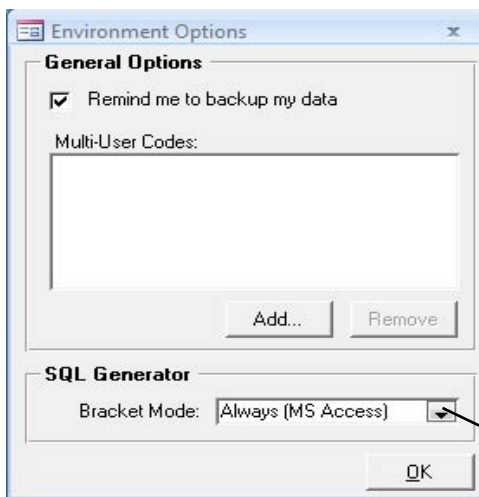 Environment Options
General Options
Remind me to backup my data
Multi-User Codes:
Add... Remove
SQL Generator
Bracket Mode: Always (MS Access)
OK